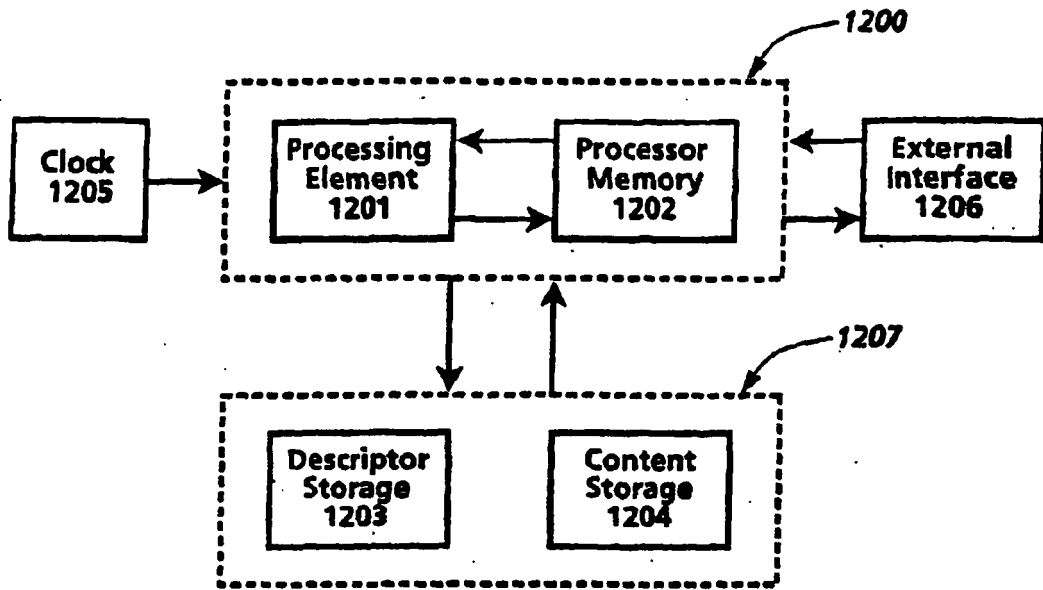 1200
Clock
1205
Processing
Element
1201
Processor
Memory
1202
External
Interface
1206
1207
Descriptor
Storage
1203
Content
Storage
1204